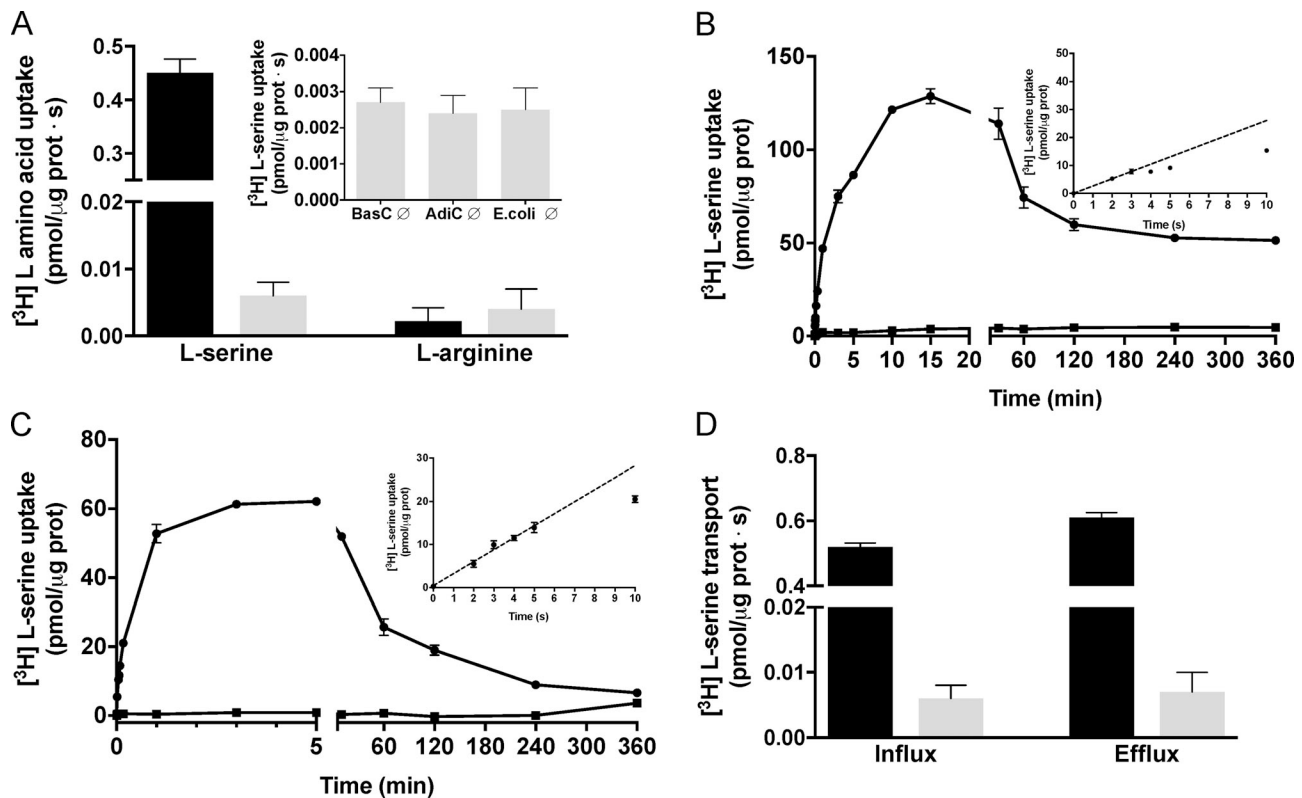 A
[³H] L amino acid uptake
(pmol/μg prot · s)
0.5
0.4
0.3
0.02
0.01
0.00
L-serine
L-arginine
[³H] L-serine uptake
(pmol/μg prot · s)
0.004
0.003
0.002
0.001
0.000
BasC ∅
AdiC ∅
E.coli ∅
B
[³H] L-serine uptake
(pmol/μg prot)
150
100
50
0
0 5 10 15 20 60 120 180 240 300 360
Time (min)
[³H] L-serine uptake
(pmol/μg prot)
50
40
30
20
10
0
0 1 2 3 4 5 6 7 8 9 10
Time (s)
C
[³H] L-serine uptake
(pmol/μg prot)
80
60
40
20
0
0 5 60 120 180 240 300 360
Time (min)
[³H] L-serine uptake
(pmol/μg prot)
30
20
10
0
0 1 2 3 4 5 6 7 8 9 10
Time (s)
D
[³H] L-serine transport
(pmol/μg prot · s)
0.8
0.6
0.4
0.02
0.01
0.00
Influx
Efflux